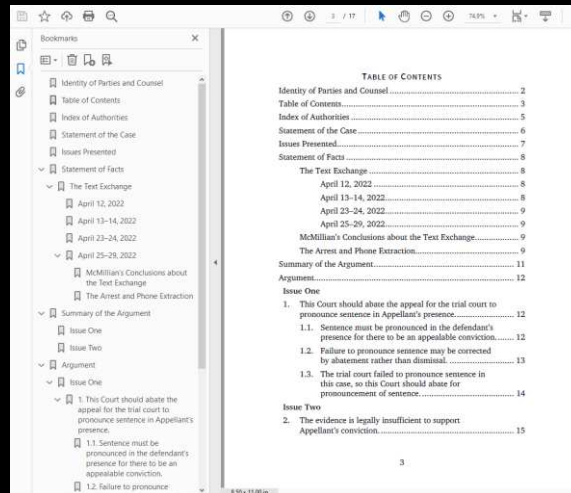 3 / 17
74.9%
Bookmarks
Identity of Parties and Counsel
Table of Contents
Index of Authorities
Statement of the Case
Issues Presented
Statement of Facts
The Text Exchange
April 12, 2022
April 13–14, 2022
April 23–24, 2022
April 25–29, 2022
McMillian's Conclusions about
the Text Exchange
The Arrest and Phone Extraction
Summary of the Argument
Issue One
Issue Two
Argument
Issue One
1. This Court should abate the
appeal for the trial court to
pronounce sentence in Appellant's
presence.
1.1. Sentence must be
pronounced in the defendant's
presence for there to be an
appealable conviction.
1.2. Failure to pronounce
TABLE OF CONTENTS
Identity of Parties and Counsel ... 2
Table of Contents ... 3
Index of Authorities ... 5
Statement of the Case ... 6
Issues Presented ... 7
Statement of Facts ... 8
The Text Exchange ... 8
April 12, 2022 ... 8
April 13–14, 2022 ... 8
April 23–24, 2022 ... 9
April 25–29, 2022 ... 9
McMillian's Conclusions about the Text Exchange ... 9
The Arrest and Phone Extraction ... 9
Summary of the Argument ... 11
Argument ... 12
Issue One
1. This Court should abate the appeal for the trial court to
pronounce sentence in Appellant's presence. ... 12
1.1. Sentence must be pronounced in the defendant's
presence for there to be an appealable conviction. ... 12
1.2. Failure to pronounce sentence may be corrected
by abatement rather than dismissal. ... 13
1.3. The trial court failed to pronounce sentence in
this case, so this Court should abate for
pronouncement of sentence. ... 14
Issue Two
2. The evidence is legally insufficient to support
Appellant's conviction. ... 15
3
8.50 x 11.00 in